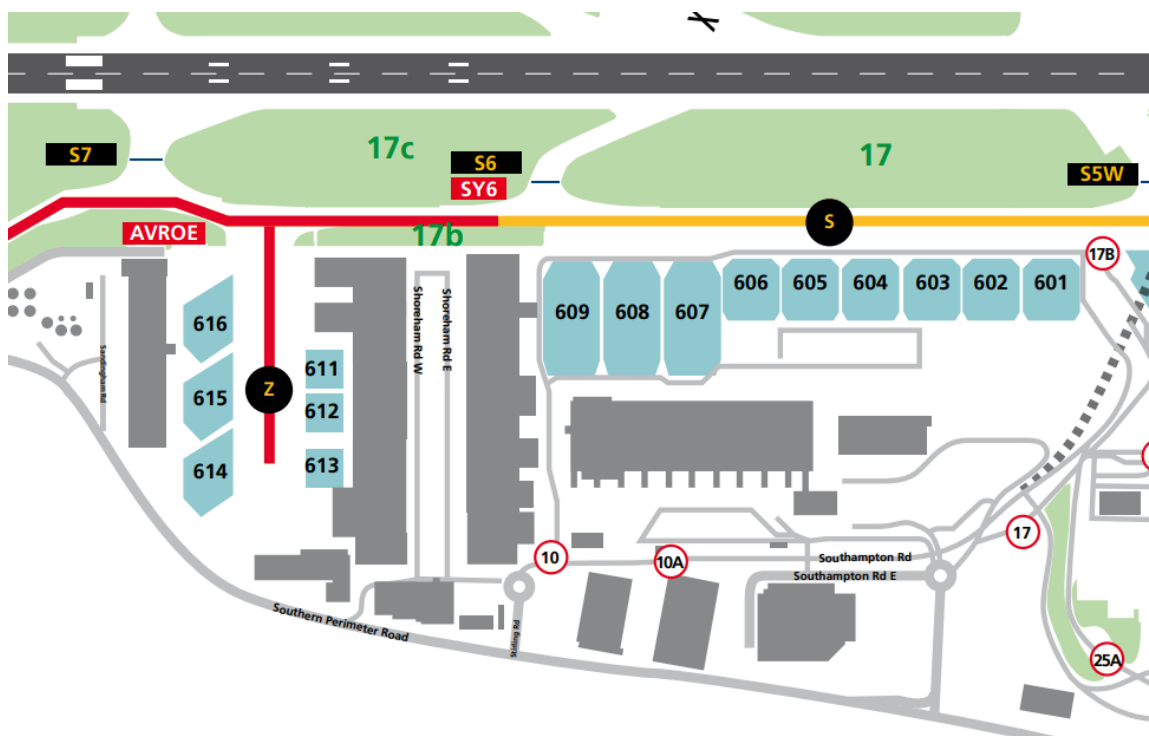 17c
17
S7
S6
SY6
S5W
AVROE
17b
S
17B
616
615
614
Z
611
612
613
Sandringham Rd
Shoreham Rd W
Shoreham Rd E
609
608
607
606
605
604
603
602
601
10
10A
17
Southampton Rd
Southampton Rd E
Southern Perimeter Road
Stirling Rd
25A